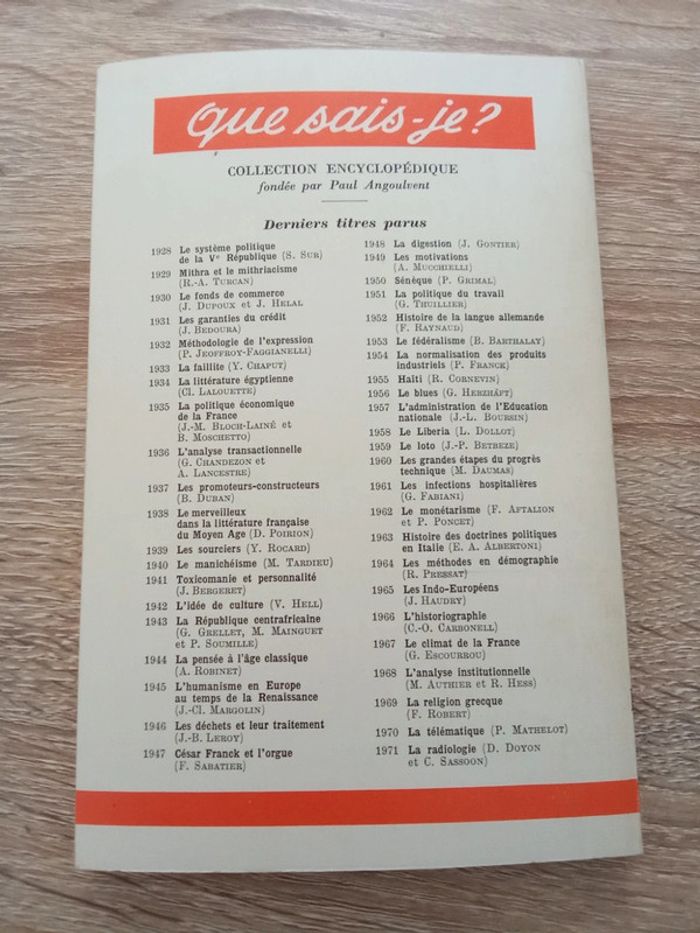 que sais-je?
COLLECTION ENCYCLOPÉDIQUE
fondée par Paul Angoulvent
Derniers titres parus
1928 Le système politique
de la Ve République (S. SUR)
1929 Mithra et le mithriacisme
(R.-A. TURCAN)
1930 Le fonds de commerce
(J. DUPOUX et J. HELAL
1931 Les garanties du crédit
(J. BEDOURA)
1932 Méthodologie de l'expression
(P. JEOFFROY-FAGGIANELLI)
1933 La faillite (Y. CHAPUT)
1934 La littérature égyptienne
(Cl. LALOUETTE)
1935 La politique économique
de la France
(J.-M. BLOCH-LAINÉ et
B. MOSCHETTO)
1936 L'analyse transactionnelle
(G. CHANDEZON et
A. LANCESTRE)
1937 Les promoteurs-constructeurs
(B. DURAN)
1938 Le merveilleux
dans la littérature française
du Moyen Age (D. POIRION)
1939 Les sourciers (Y. ROCARD)
1940 Le manichéisme (M. TARDIEU)
1941 Toxicomanie et personnalité
(J. BERGERET)
1942 L'idée de culture (V. HELL)
1943 La République centrafricaine
(G. GRELLET, M. MAINGUET
et P. SOUMILLE)
1944 La pensée à l'âge classique
(A. ROBINET)
1945 L'humanisme en Europe
au temps de la Renaissance
(J.-Cl. MARGOLIN)
1946 Les déchets et leur traitement
(J.-B. LEROY)
1947 César Franck et l'orgue
(F. SABATIER)
1948 La digestion (J. GONTIER)
1949 Les motivations
(A. MUCCHIELLI)
1950 Sénèque (P. GRIMAL)
1951 La politique du travail
(G. THUILLIER)
1952 Histoire de la langue allemande
(F. RAYNAUD)
1953 Le fédéralisme (B. BARTHALAY)
1954 La normalisation des produits
industriels (P. FRANCK)
1955 Haïti (R. CORNEVIN)
1956 Le blues (G. HERZHAFT)
1957 L'administration de l'Education
nationale (J.-L. BOURSIN)
1958 Le Liberia (L. DOLLOT)
1959 Le loto (J.-P. BETBEZE)
1960 Les grandes étapes du progrès
technique (M. DAUMAS)
1961 Les infections hospitalières
(G. FABIANI)
1962 Le monétarisme (F. AFTALION
et P. PONCET)
1963 Histoire des doctrines politiques
en Italie (E. A. ALBERTONI)
1964 Les méthodes en démographie
(R. PRESSAT)
1965 Les Indo-Européens
(J. HAUDRY)
1966 L'historiographie
(C.-O. CARBONELL)
1967 Le climat de la France
(G. ESCOURROU)
1968 L'analyse institutionnelle
(M. AUTHIER et R. HESS)
1969 La religion grecque
(F. ROBERT)
1970 La télématique (P. MATHELOT)
1971 La radiologie (D. DOYON
et C. SASSOON)